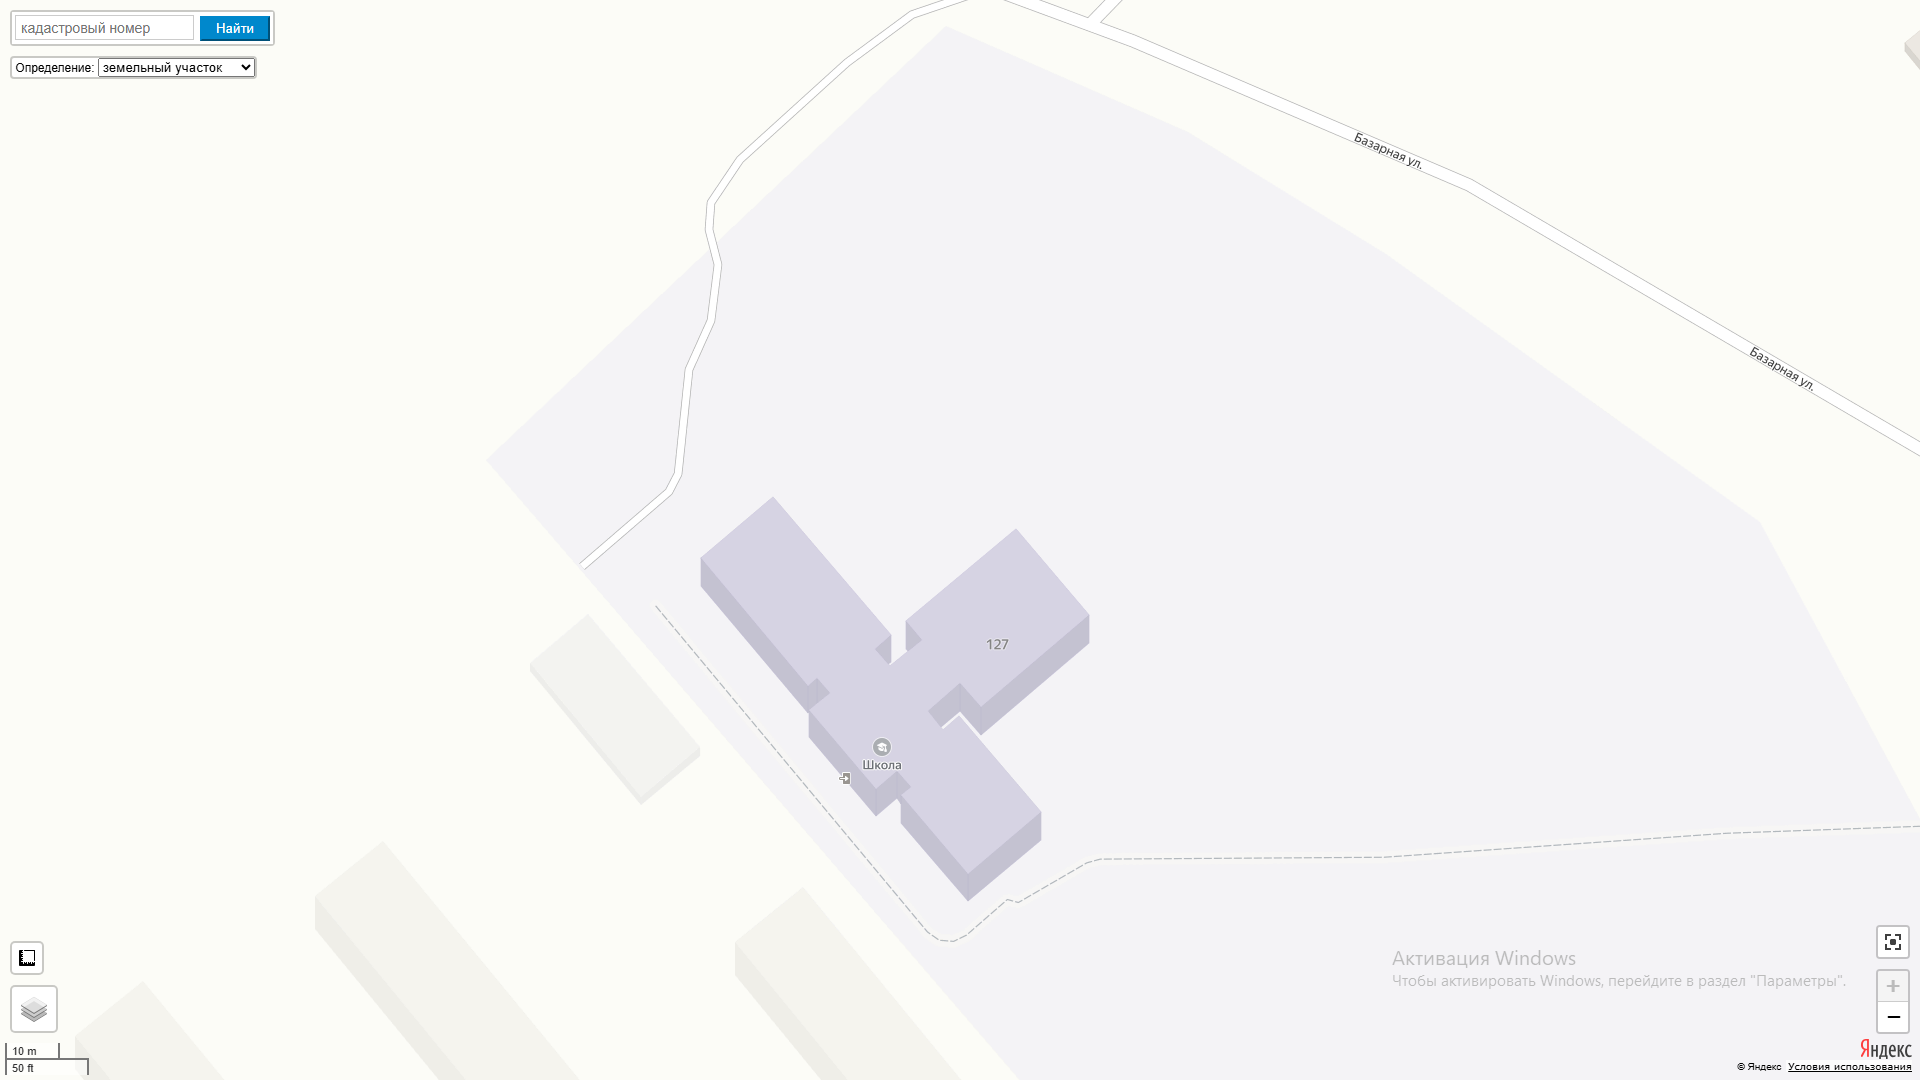 кадастровый номер
Найти
Определение: земельный участок
Базарная ул.
Базарная ул.
127
Школа
Активация Windows
Чтобы активировать Windows, перейдите в раздел "Параметры".
10 m
50 ft
Яндекс
© Яндекс Условия использования